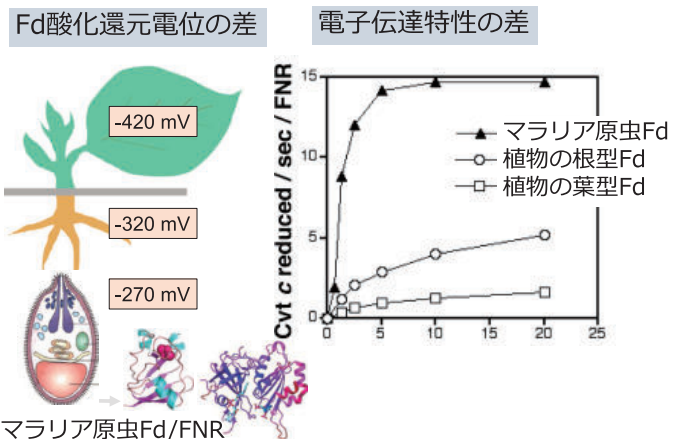 Fd酸化還元電位の差
電子伝達特性の差
-420 mV
-320 mV
-270 mV
マラリア原虫Fd/FNR
Cvt c reduced / sec / FNR
15
10
5
0
0
5
10
15
20
25
マラリア原虫Fd
植物の根型Fd
植物の葉型Fd